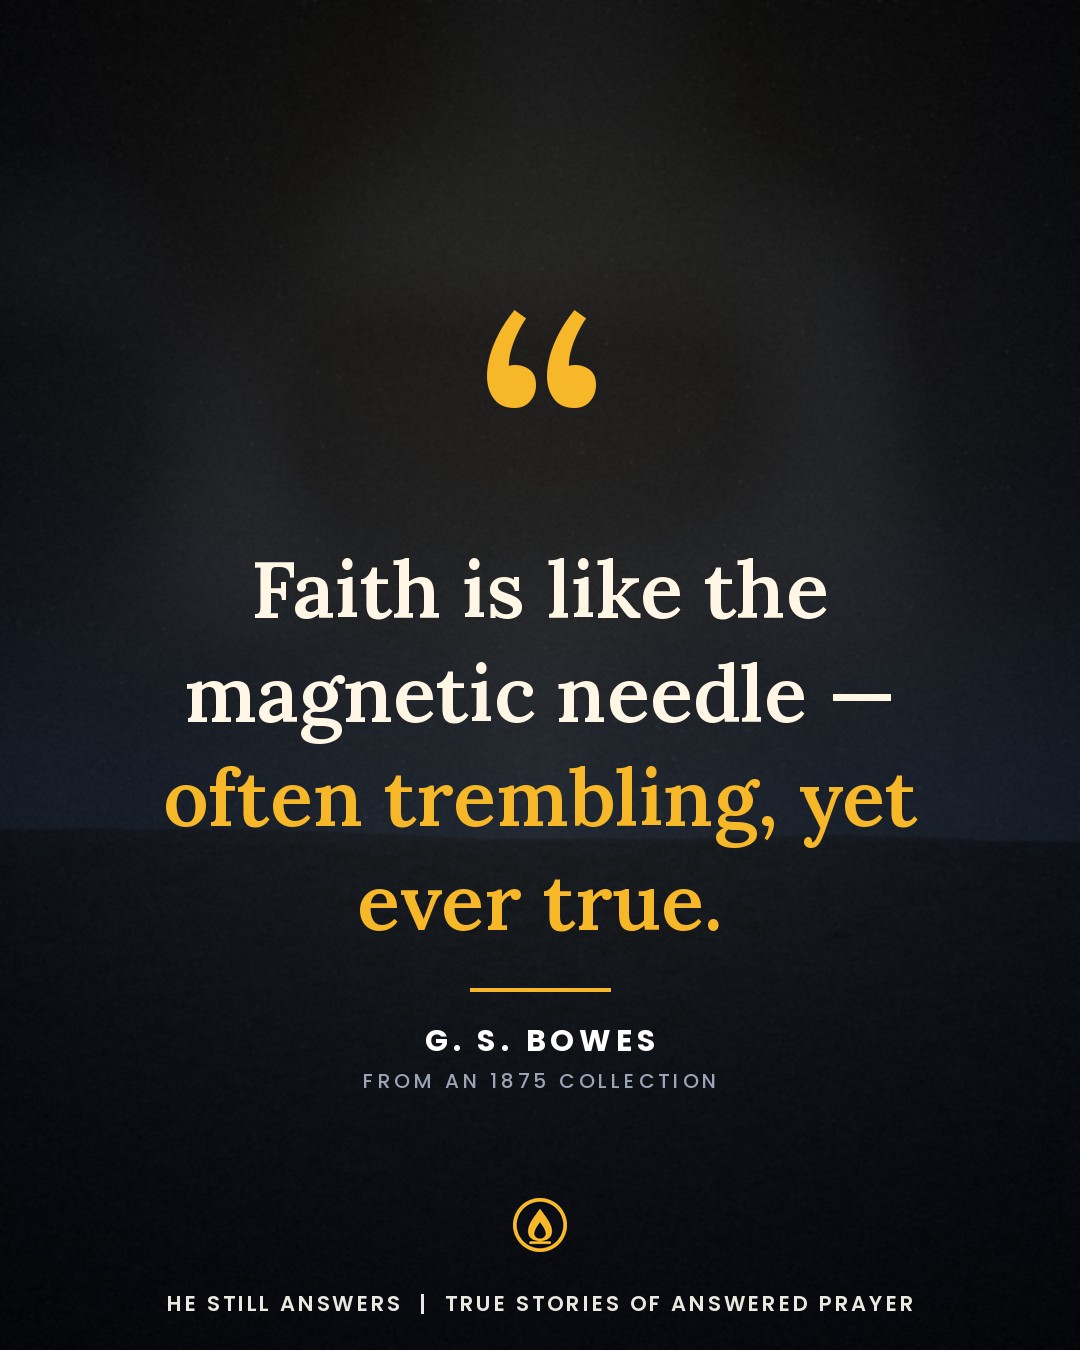 “
Faith is like the
magnetic needle —
often trembling, yet
ever true.
G. S. BOWES
FROM AN 1875 COLLECTION
HE STILL ANSWERS | TRUE STORIES OF ANSWERED PRAYER